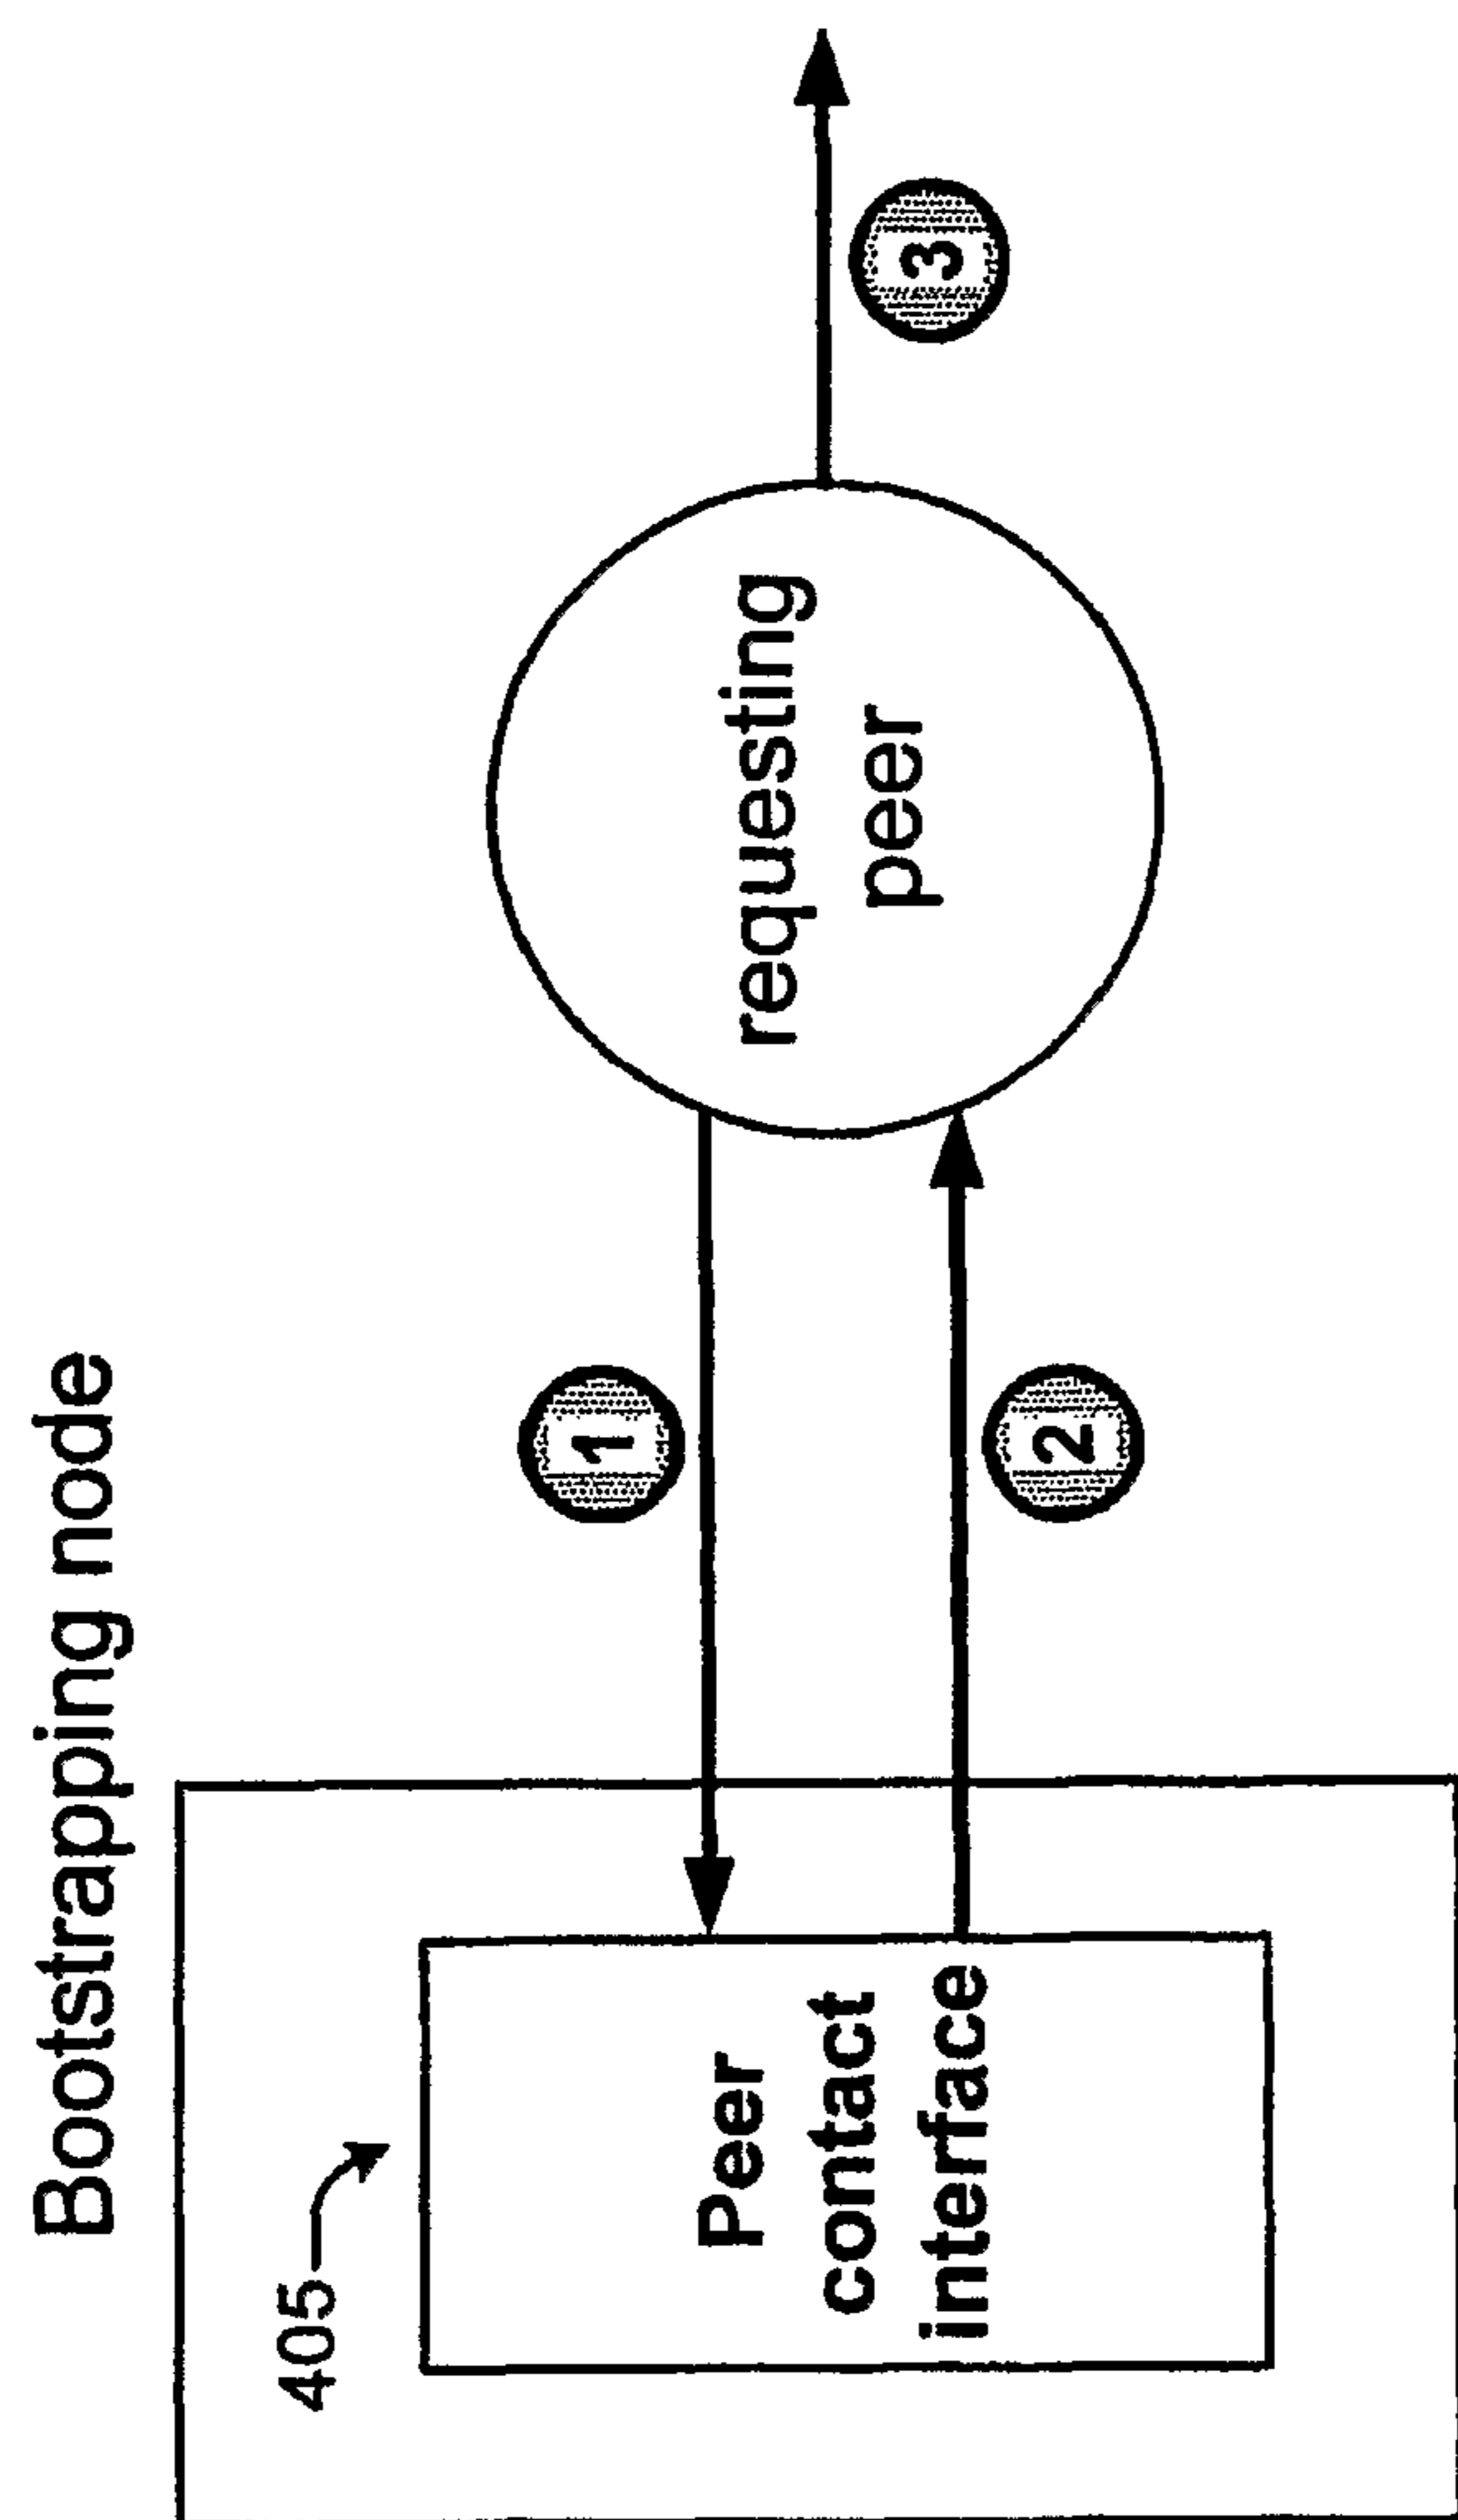 Bootstrapping node
405
Peer
contact
interface
1
2
requesting
peer
3